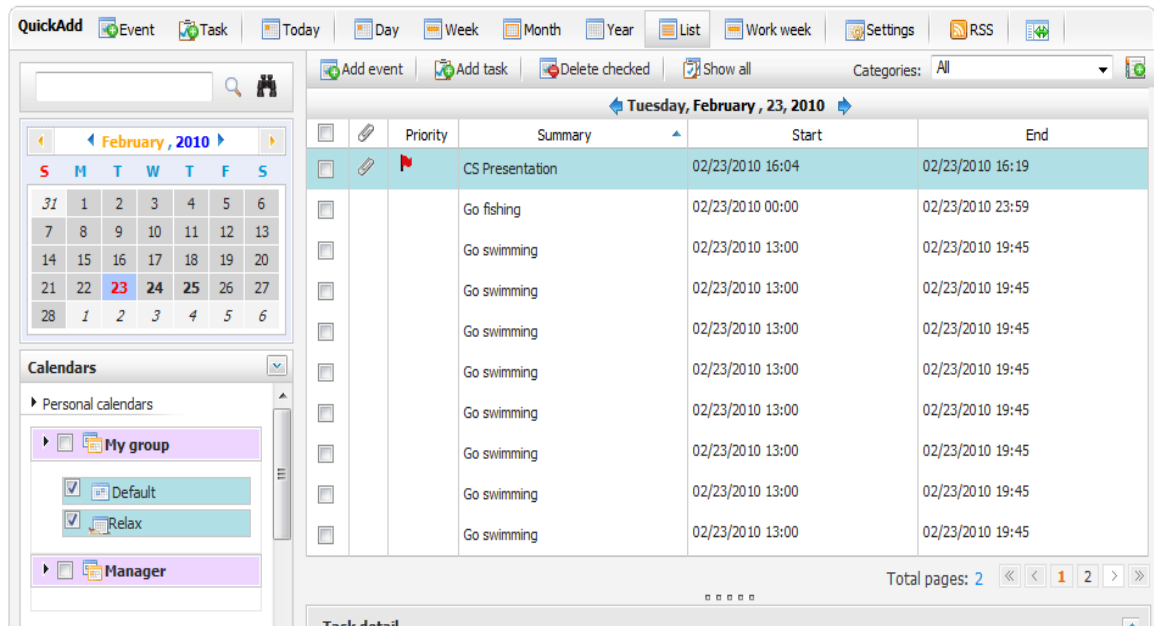 QuickAdd Event Task Today Day Week Month Year List Work week Settings RSS
Add event Add task Delete checked Show all Categories: All
Tuesday, February , 23, 2010
Priority Summary Start End
CS Presentation 02/23/2010 16:04 02/23/2010 16:19
Go fishing 02/23/2010 00:00 02/23/2010 23:59
Go swimming 02/23/2010 13:00 02/23/2010 19:45
Go swimming 02/23/2010 13:00 02/23/2010 19:45
Go swimming 02/23/2010 13:00 02/23/2010 19:45
Go swimming 02/23/2010 13:00 02/23/2010 19:45
Go swimming 02/23/2010 13:00 02/23/2010 19:45
Go swimming 02/23/2010 13:00 02/23/2010 19:45
Go swimming 02/23/2010 13:00 02/23/2010 19:45
Go swimming 02/23/2010 13:00 02/23/2010 19:45
Total pages: 2 1 2
Task detail
February , 2010
S M T W T F S
31 1 2 3 4 5 6
7 8 9 10 11 12 13
14 15 16 17 18 19 20
21 22 23 24 25 26 27
28 1 2 3 4 5 6
Calendars
Personal calendars
My group
Default
Relax
Manager